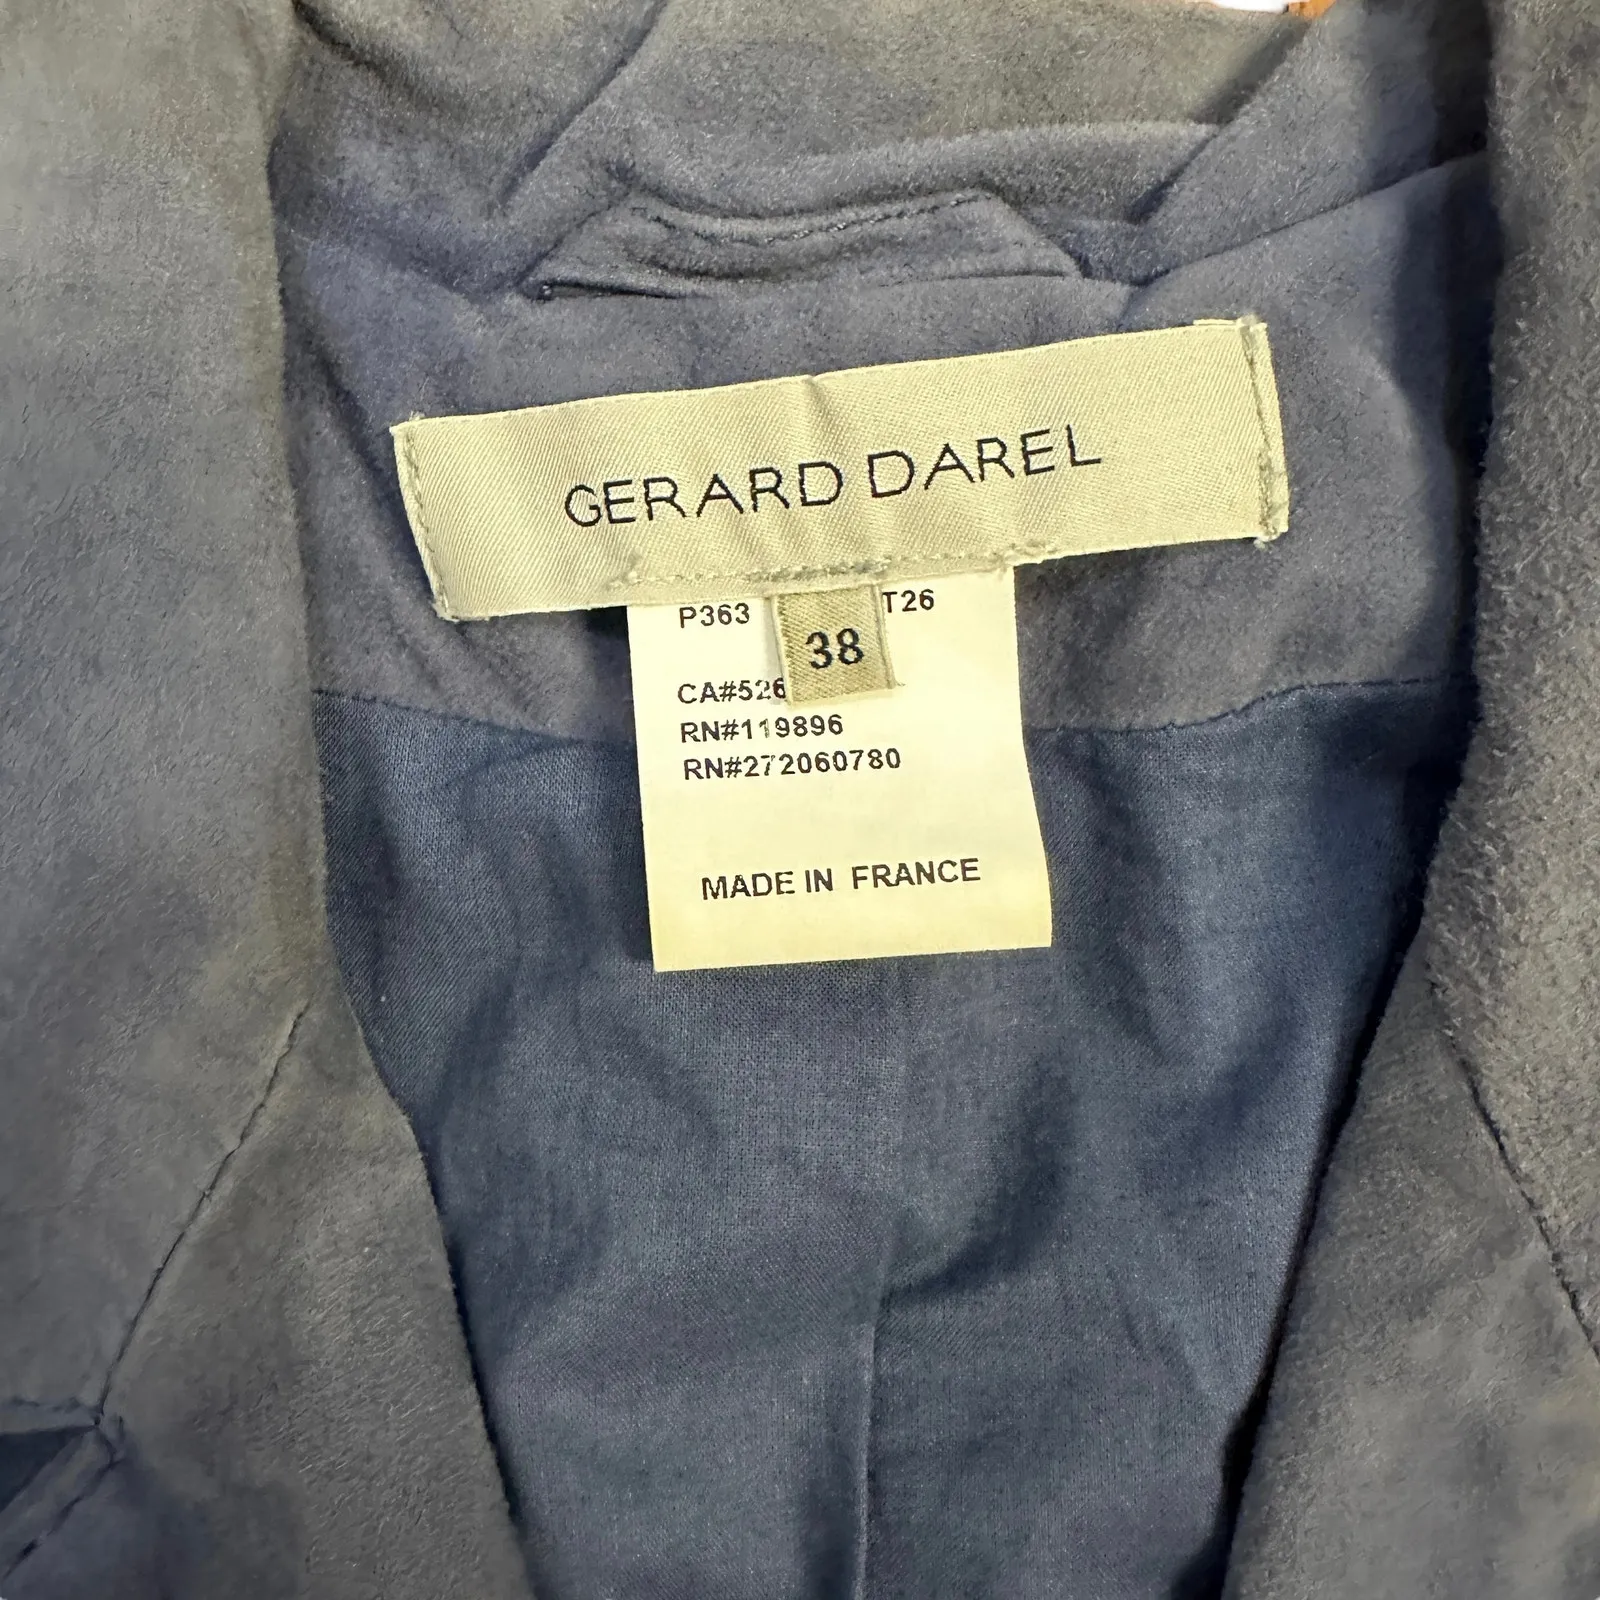 GERARD DAREL
P363 T26
38
CA#526
RN#119896
RN#272060780
MADE IN FRANCE